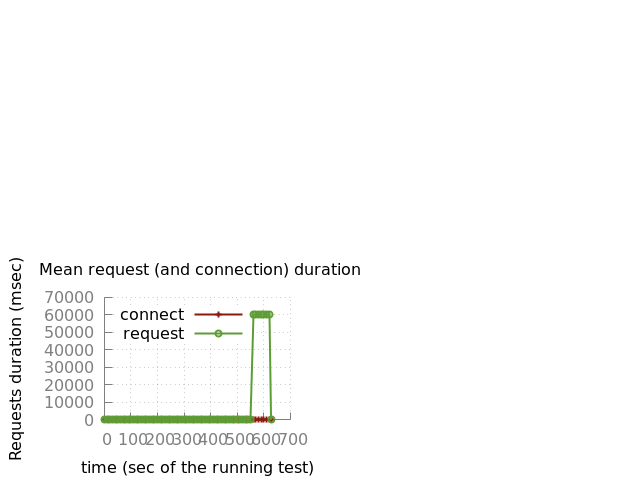 Mean request (and connection) duration
Requests duration (msec)
70000
60000
50000
40000
30000
20000
10000
0
connect
request
0 100 200 300 400 500 600 700
time (sec of the running test)